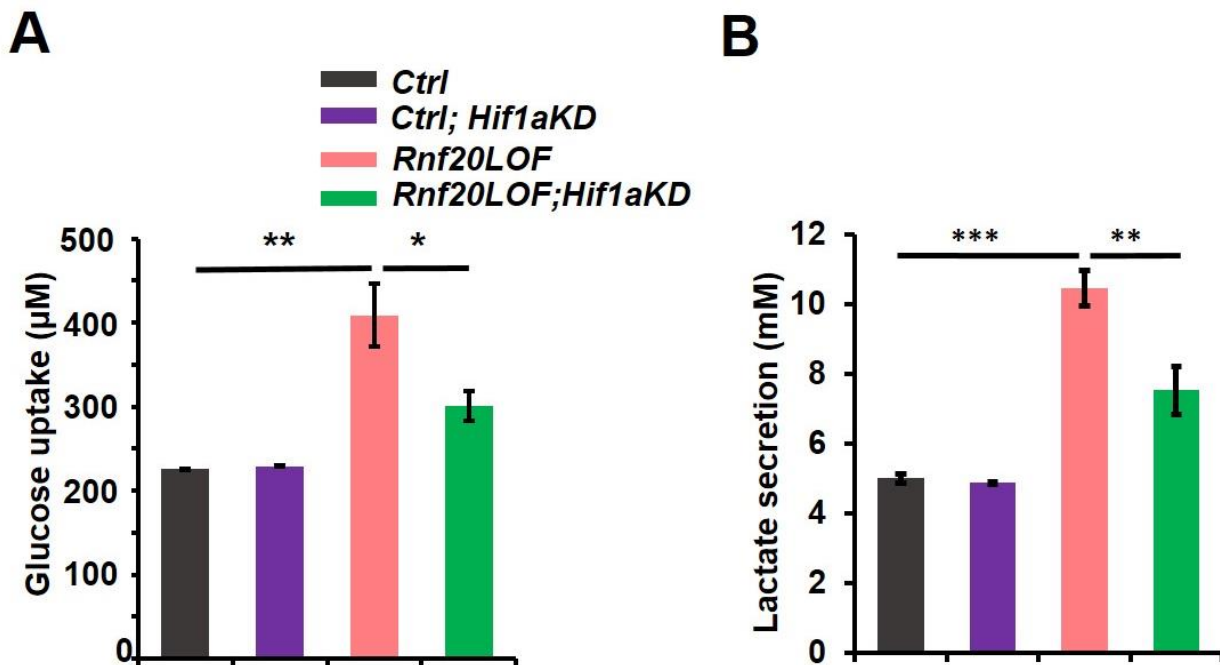 A
B
Ctrl
Ctrl; Hif1aKD
Rnf20LOF
Rnf20LOF;Hif1aKD
Glucose uptake (µM)
500
400
300
200
100
0
**
*
Lactate secretion (mM)
12
10
8
6
4
2
0
***
**